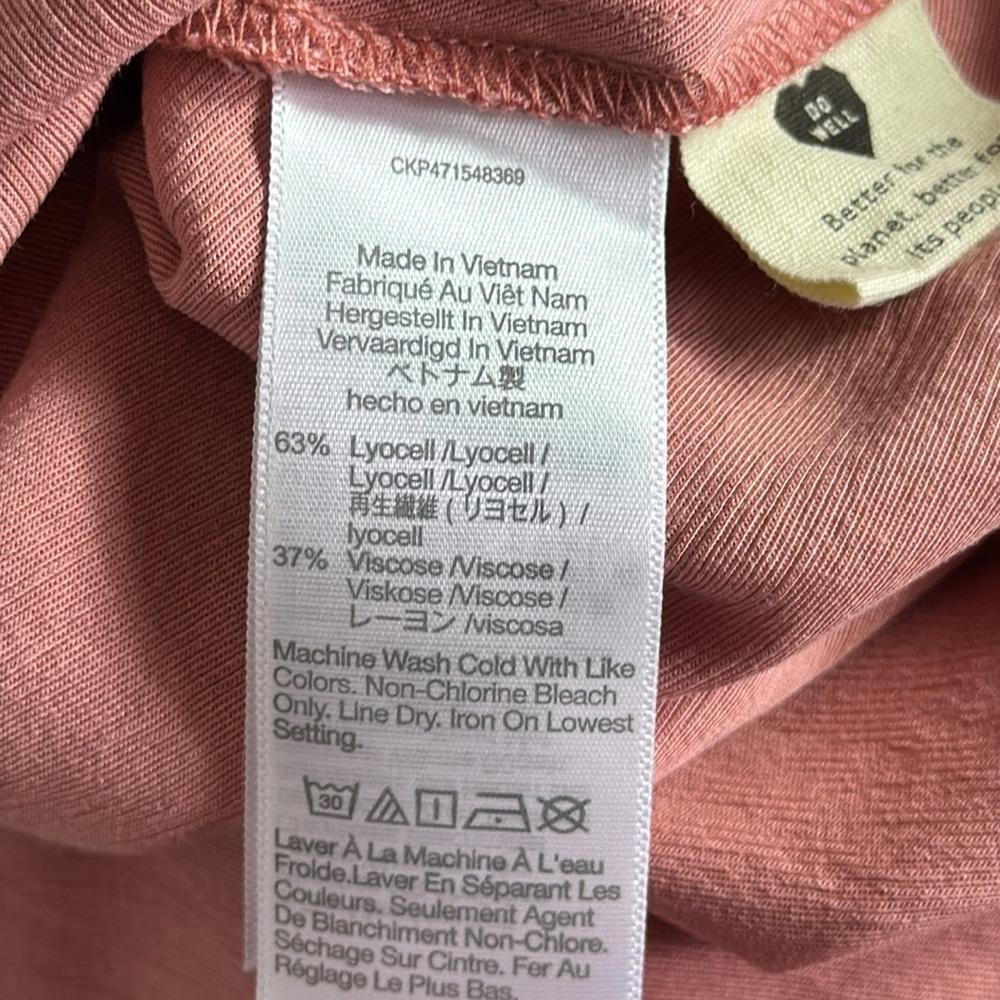 CKP471548369
Made In Vietnam
Fabriqué Au Viêt Nam
Hergestellt In Vietnam
Vervaardigd In Vietnam
ベトナム製
hecho en vietnam
63% Lyocell /Lyocell /
Lyocell /Lyocell /
再生繊維 ( リヨセル ) /
lyocell
37% Viscose /Viscose /
Viskose /Viscose /
レーヨン /viscosa
Machine Wash Cold With Like
Colors. Non-Chlorine Bleach
Only. Line Dry. Iron On Lowest
Setting.
30
Laver À La Machine À L'eau
Froide.Laver En Séparant Les
Couleurs. Seulement Agent
De Blanchiment Non-Chlore.
Séchage Sur Cintre. Fer Au
Réglage Le Plus Bas.
DO
WELL
Better for the
planet, better for
its people